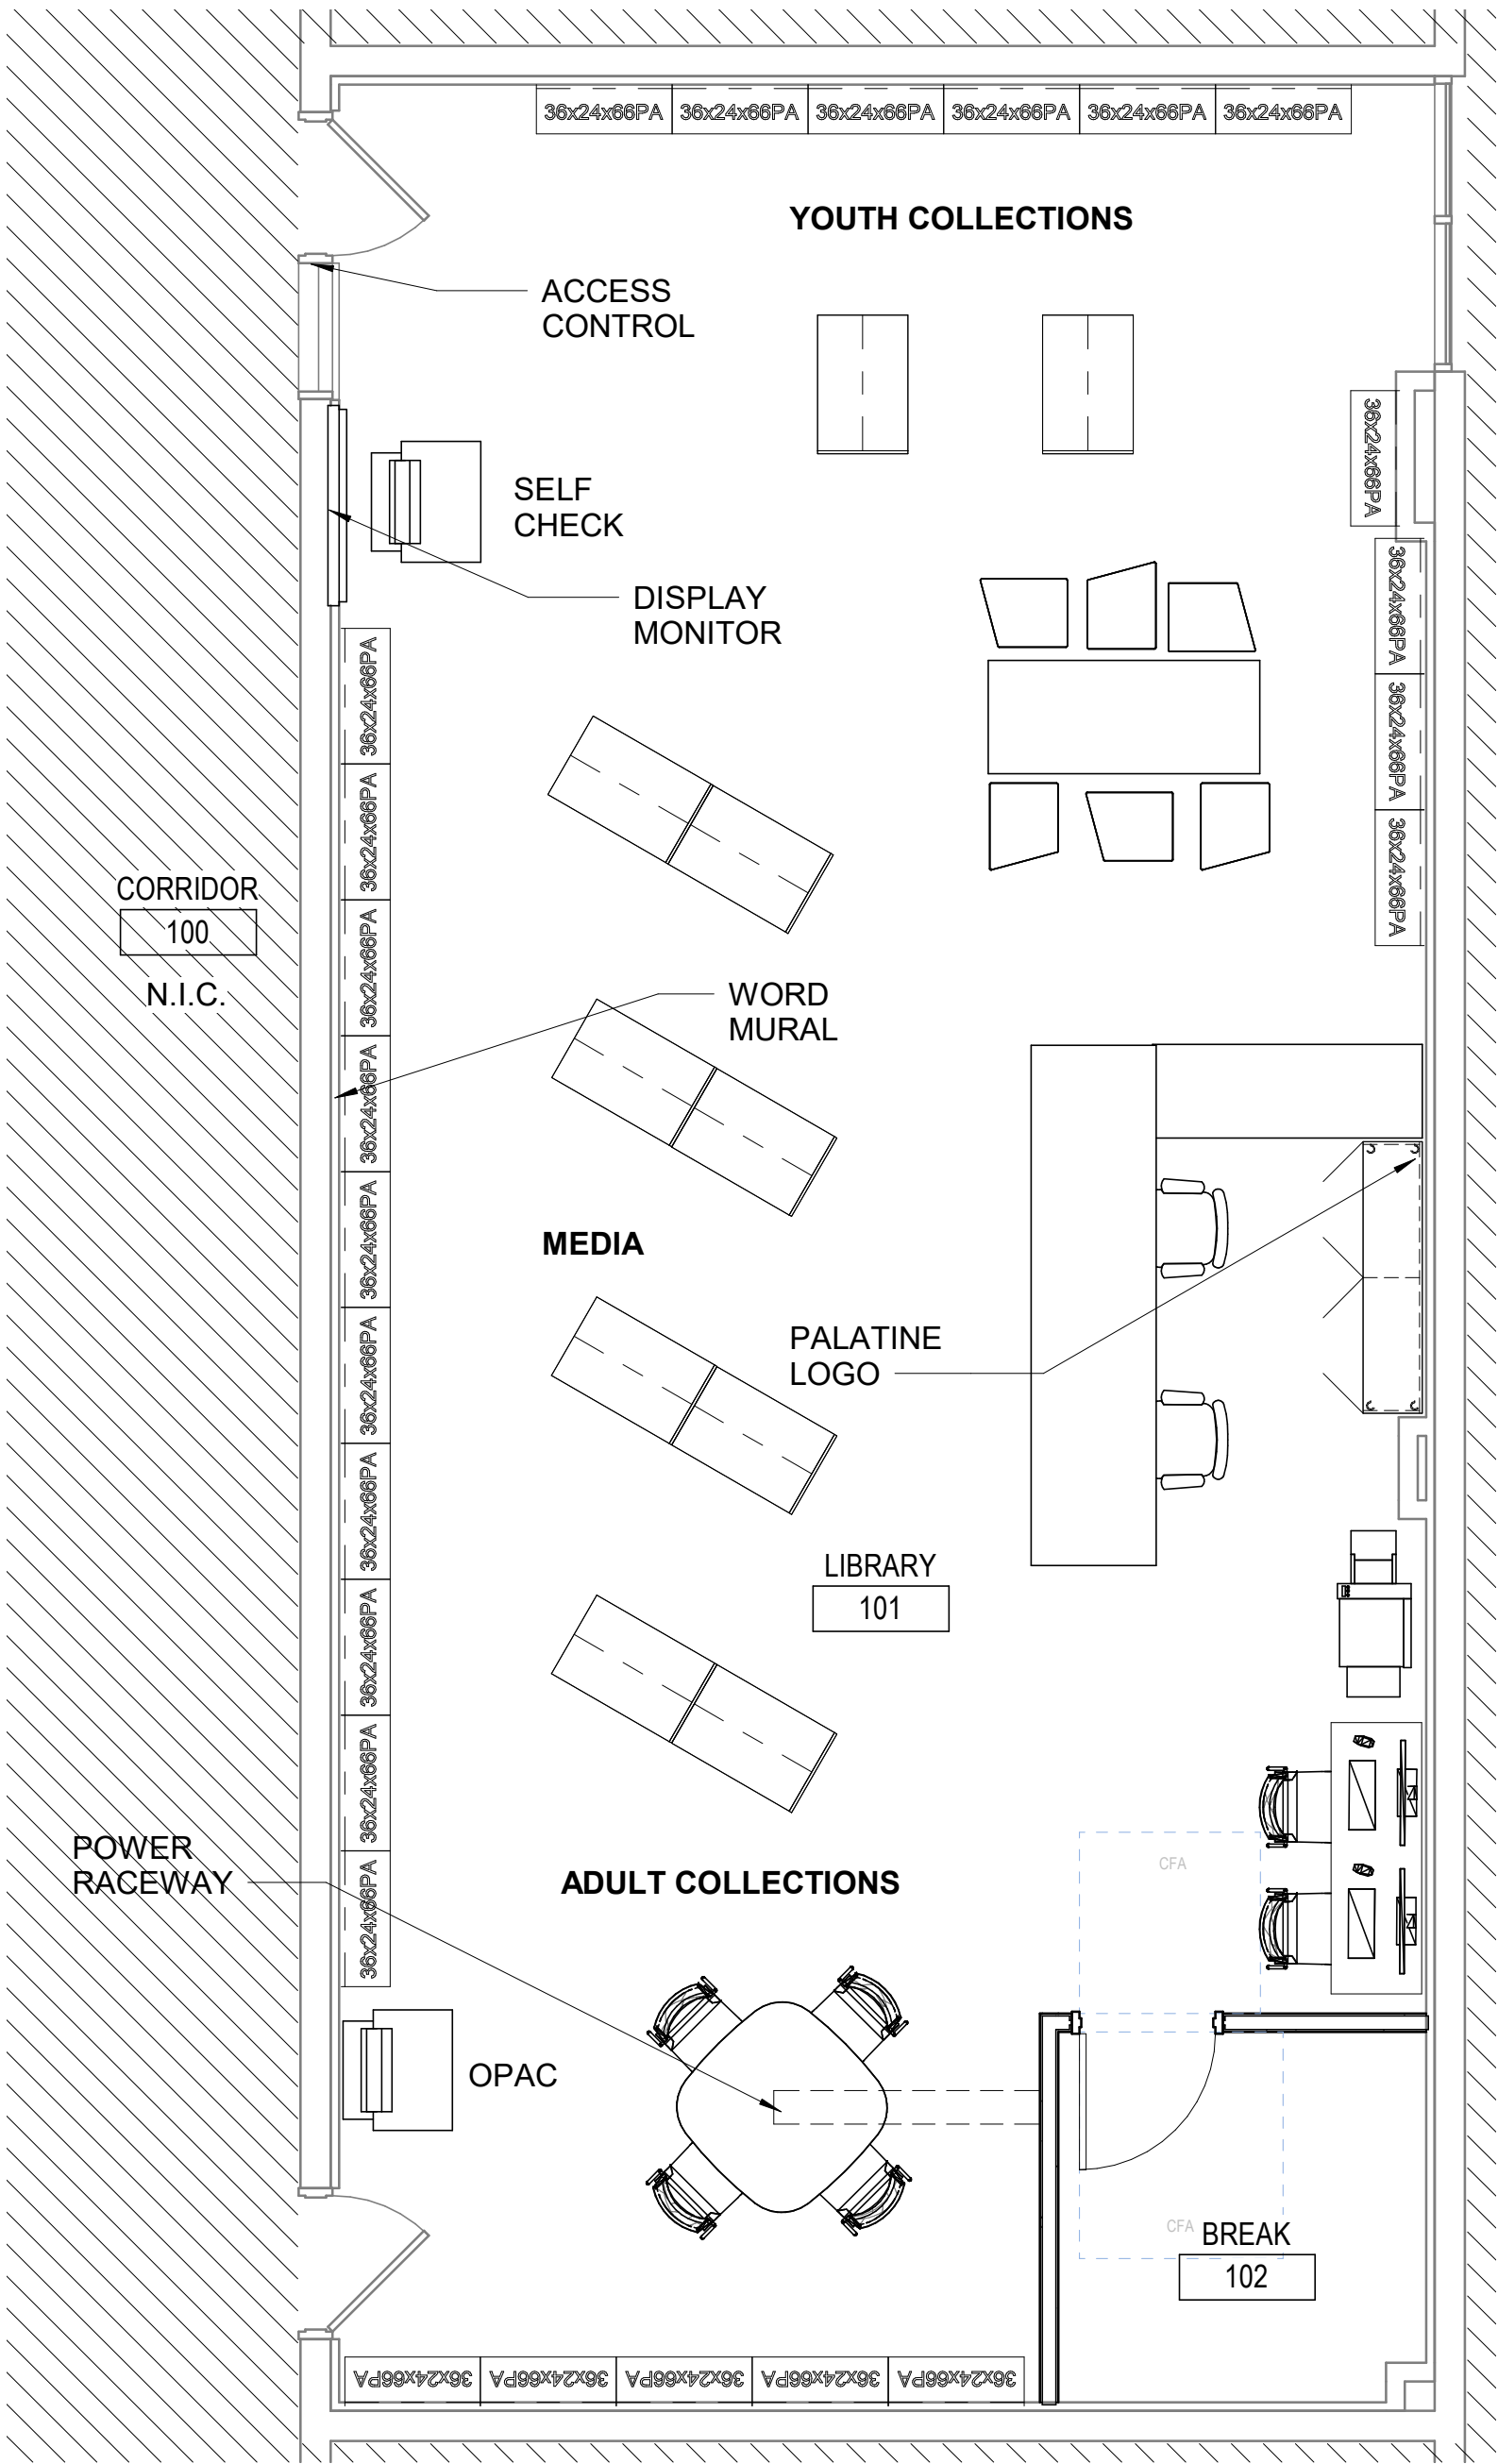 36x24x66PA 36x24x66PA 36x24x66PA 36x24x66PA 36x24x66PA 36x24x66PA
YOUTH COLLECTIONS
ACCESS
CONTROL
36x24x66PA
SELF
CHECK
36x24x66PA
36x24x66PA
36x24x66PA
DISPLAY
MONITOR
36x24x66PA
36x24x66PA
36x24x66PA
36x24x66PA
36x24x66PA
36x24x66PA
36x24x66PA
36x24x66PA
36x24x66PA
36x24x66PA
CORRIDOR
100
N.I.C.
WORD
MURAL
MEDIA
PALATINE
LOGO
LIBRARY
101
POWER
RACEWAY
ADULT COLLECTIONS
CFA
OPAC
CFA
BREAK
102
36x24x66PA 36x24x66PA 36x24x66PA 36x24x66PA 36x24x66PA